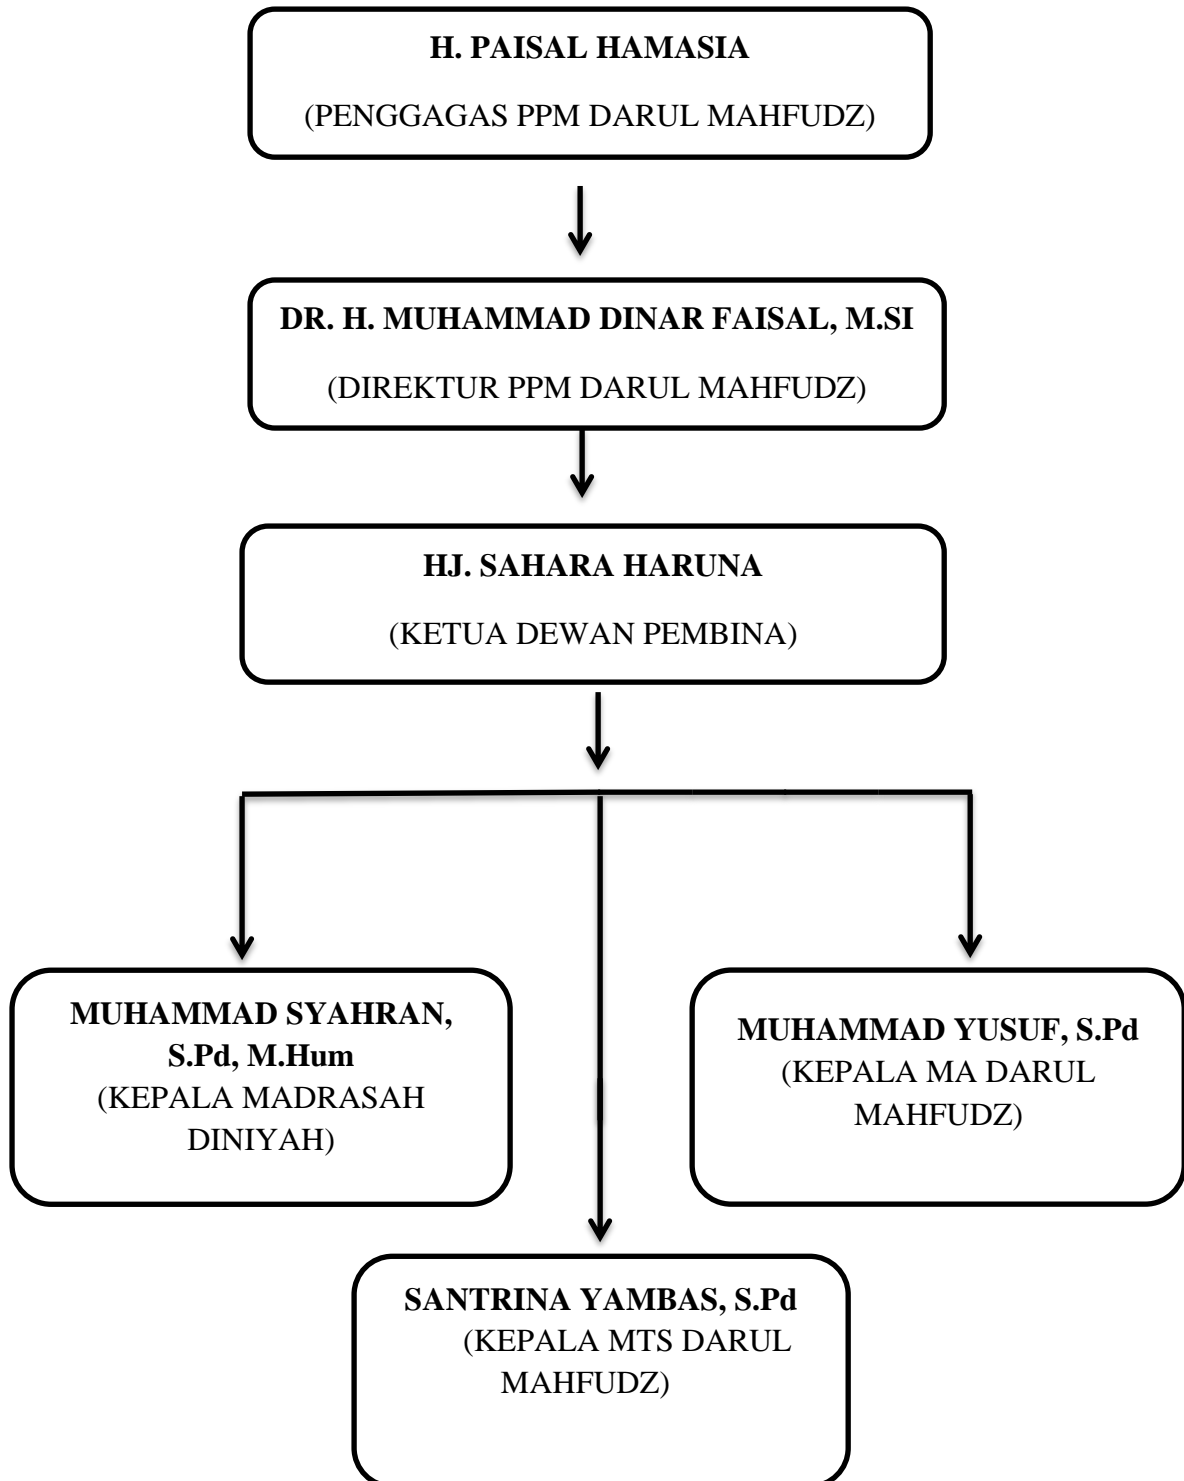 H. PAISAL HAMASIA
(PENGGAGAS PPM DARUL MAHFUDZ)
DR. H. MUHAMMAD DINAR FAISAL, M.SI
(DIREKTUR PPM DARUL MAHFUDZ)
HJ. SAHARA HARUNA
(KETUA DEWAN PEMBINA)
MUHAMMAD SYAHRAN,
S.Pd, M.Hum
(KEPALA MADRASAH
DINIYAH)
MUHAMMAD YUSUF, S.Pd
(KEPALA MA DARUL
MAHFUDZ)
SANTRINA YAMBAS, S.Pd
(KEPALA MTS DARUL
MAHFUDZ)